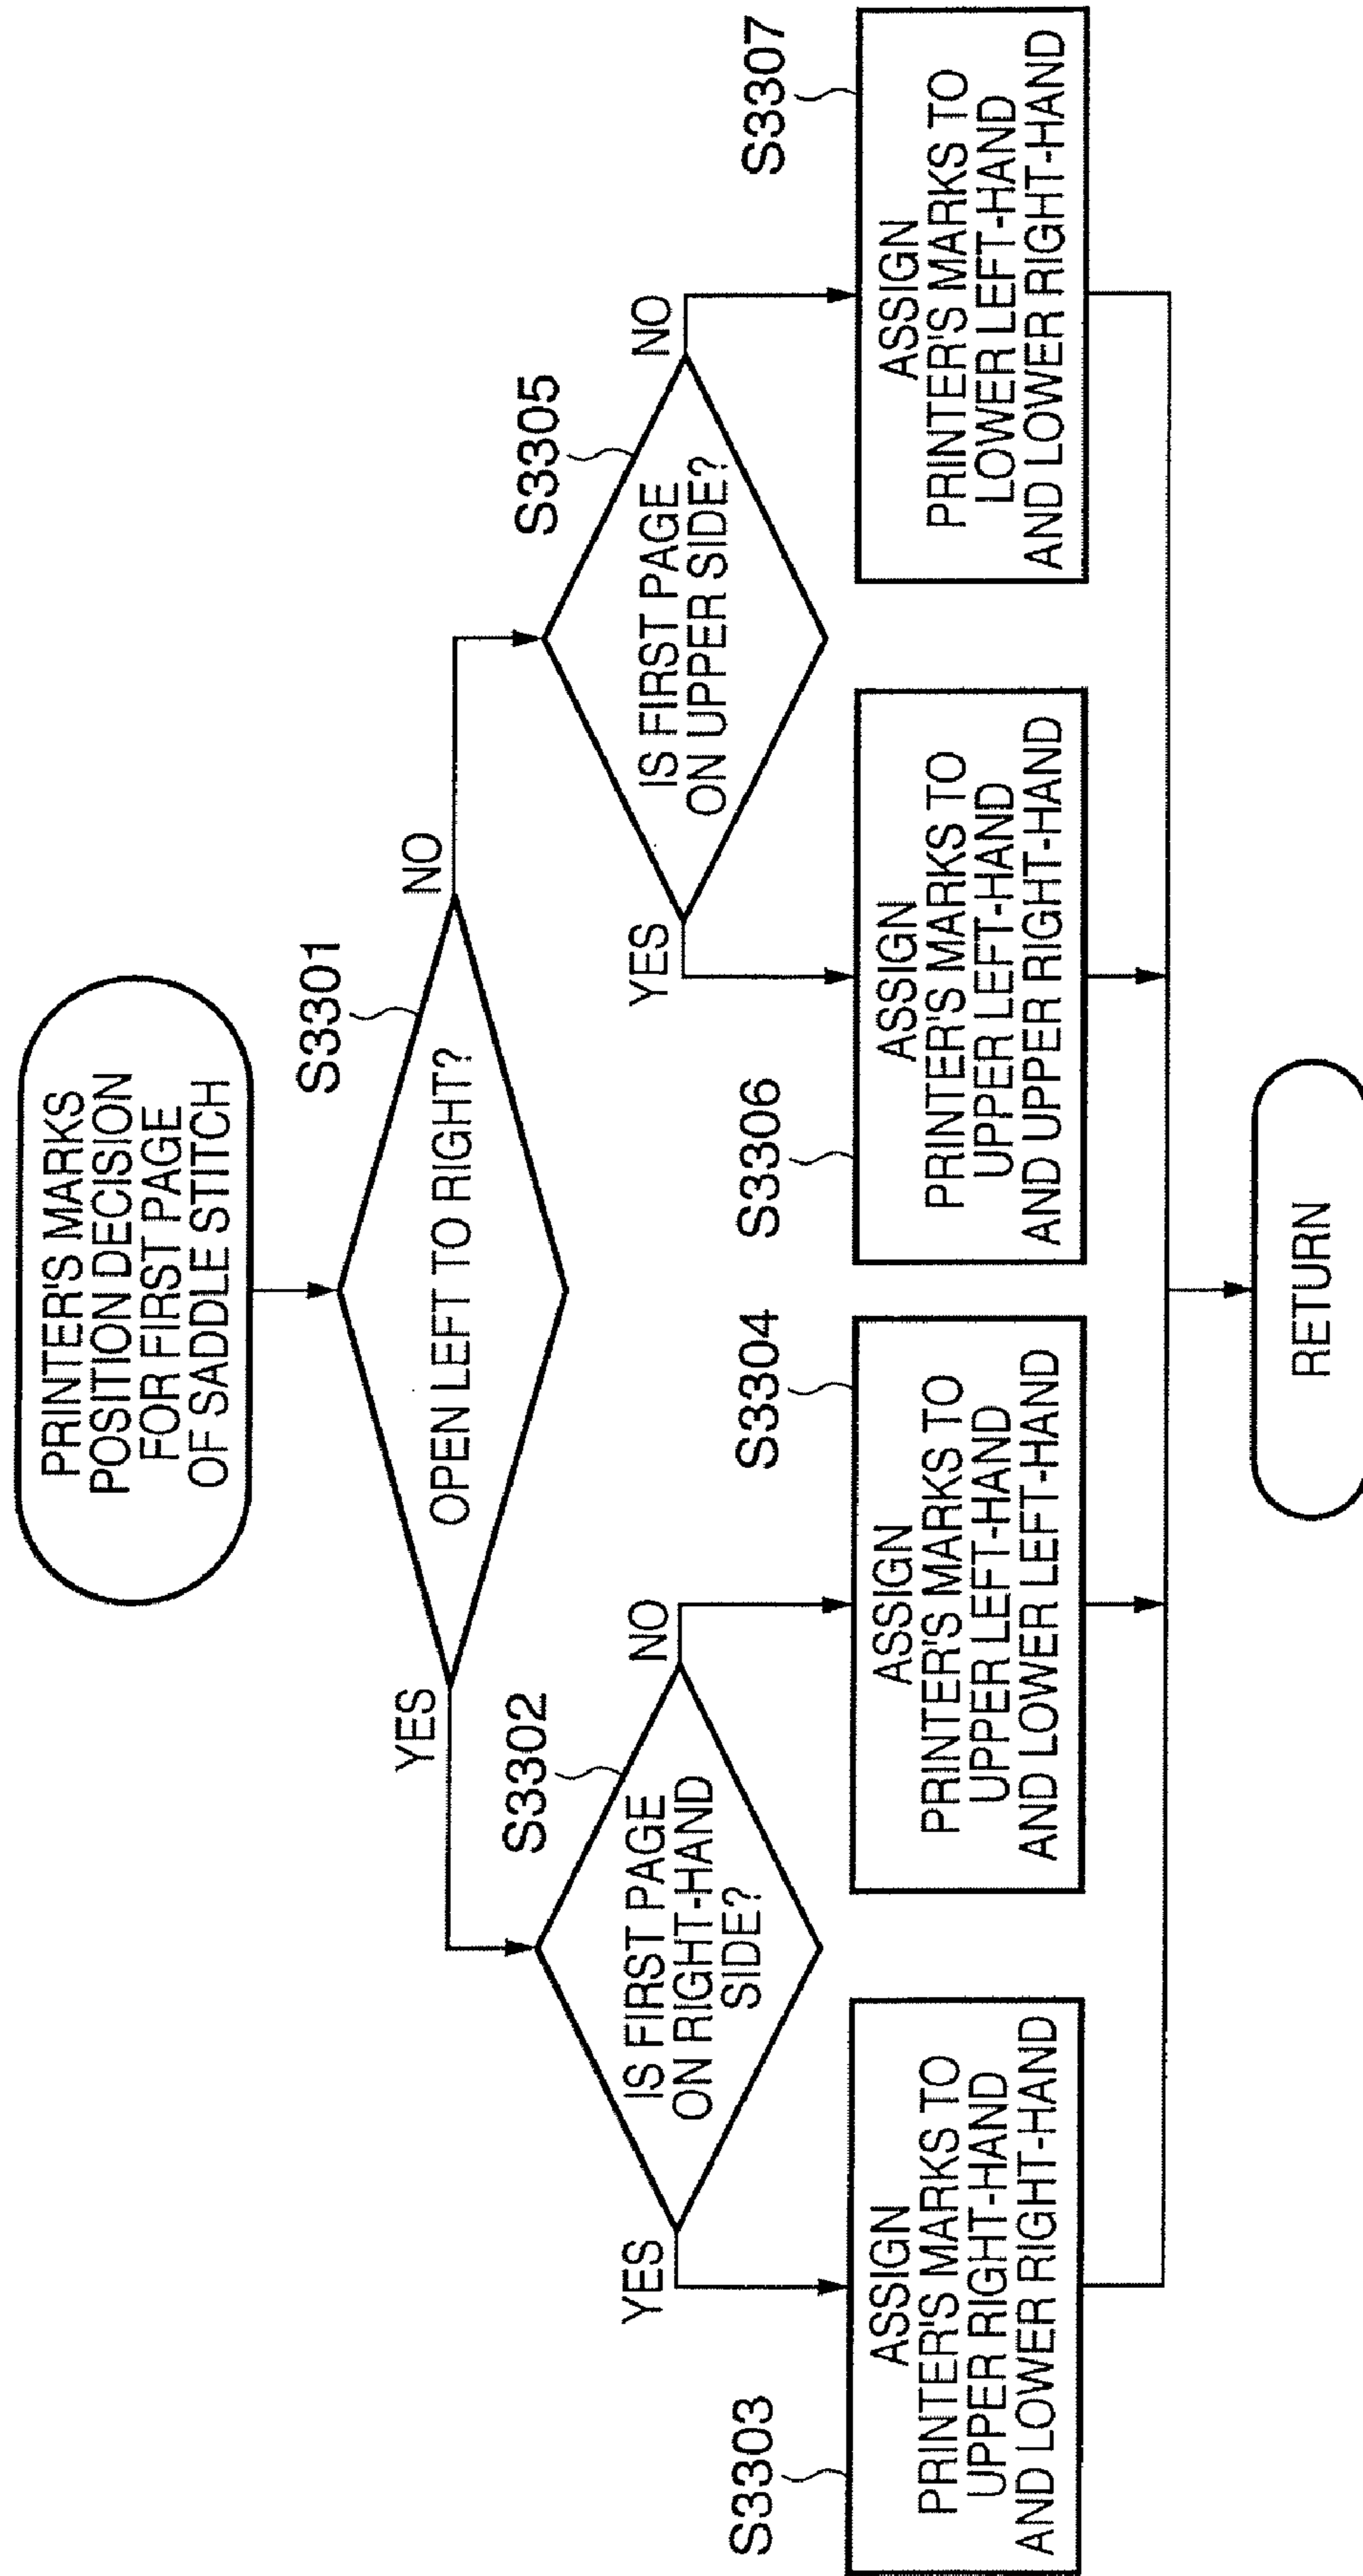 PRINTER'S MARKS
POSITION DECISION
FOR FIRST PAGE
OF SADDLE STITCH
S3301
OPEN LEFT TO RIGHT?
YES
NO
S3302
IS FIRST PAGE
ON RIGHT-HAND
SIDE?
YES
NO
S3305
IS FIRST PAGE
ON UPPER SIDE?
YES
NO
S3303
ASSIGN
PRINTER'S MARKS TO
UPPER RIGHT-HAND
AND LOWER RIGHT-HAND
S3304
ASSIGN
PRINTER'S MARKS TO
UPPER LEFT-HAND
AND LOWER LEFT-HAND
S3306
ASSIGN
PRINTER'S MARKS TO
UPPER LEFT-HAND
AND UPPER RIGHT-HAND
S3307
ASSIGN
PRINTER'S MARKS TO
LOWER LEFT-HAND
AND LOWER RIGHT-HAND
RETURN